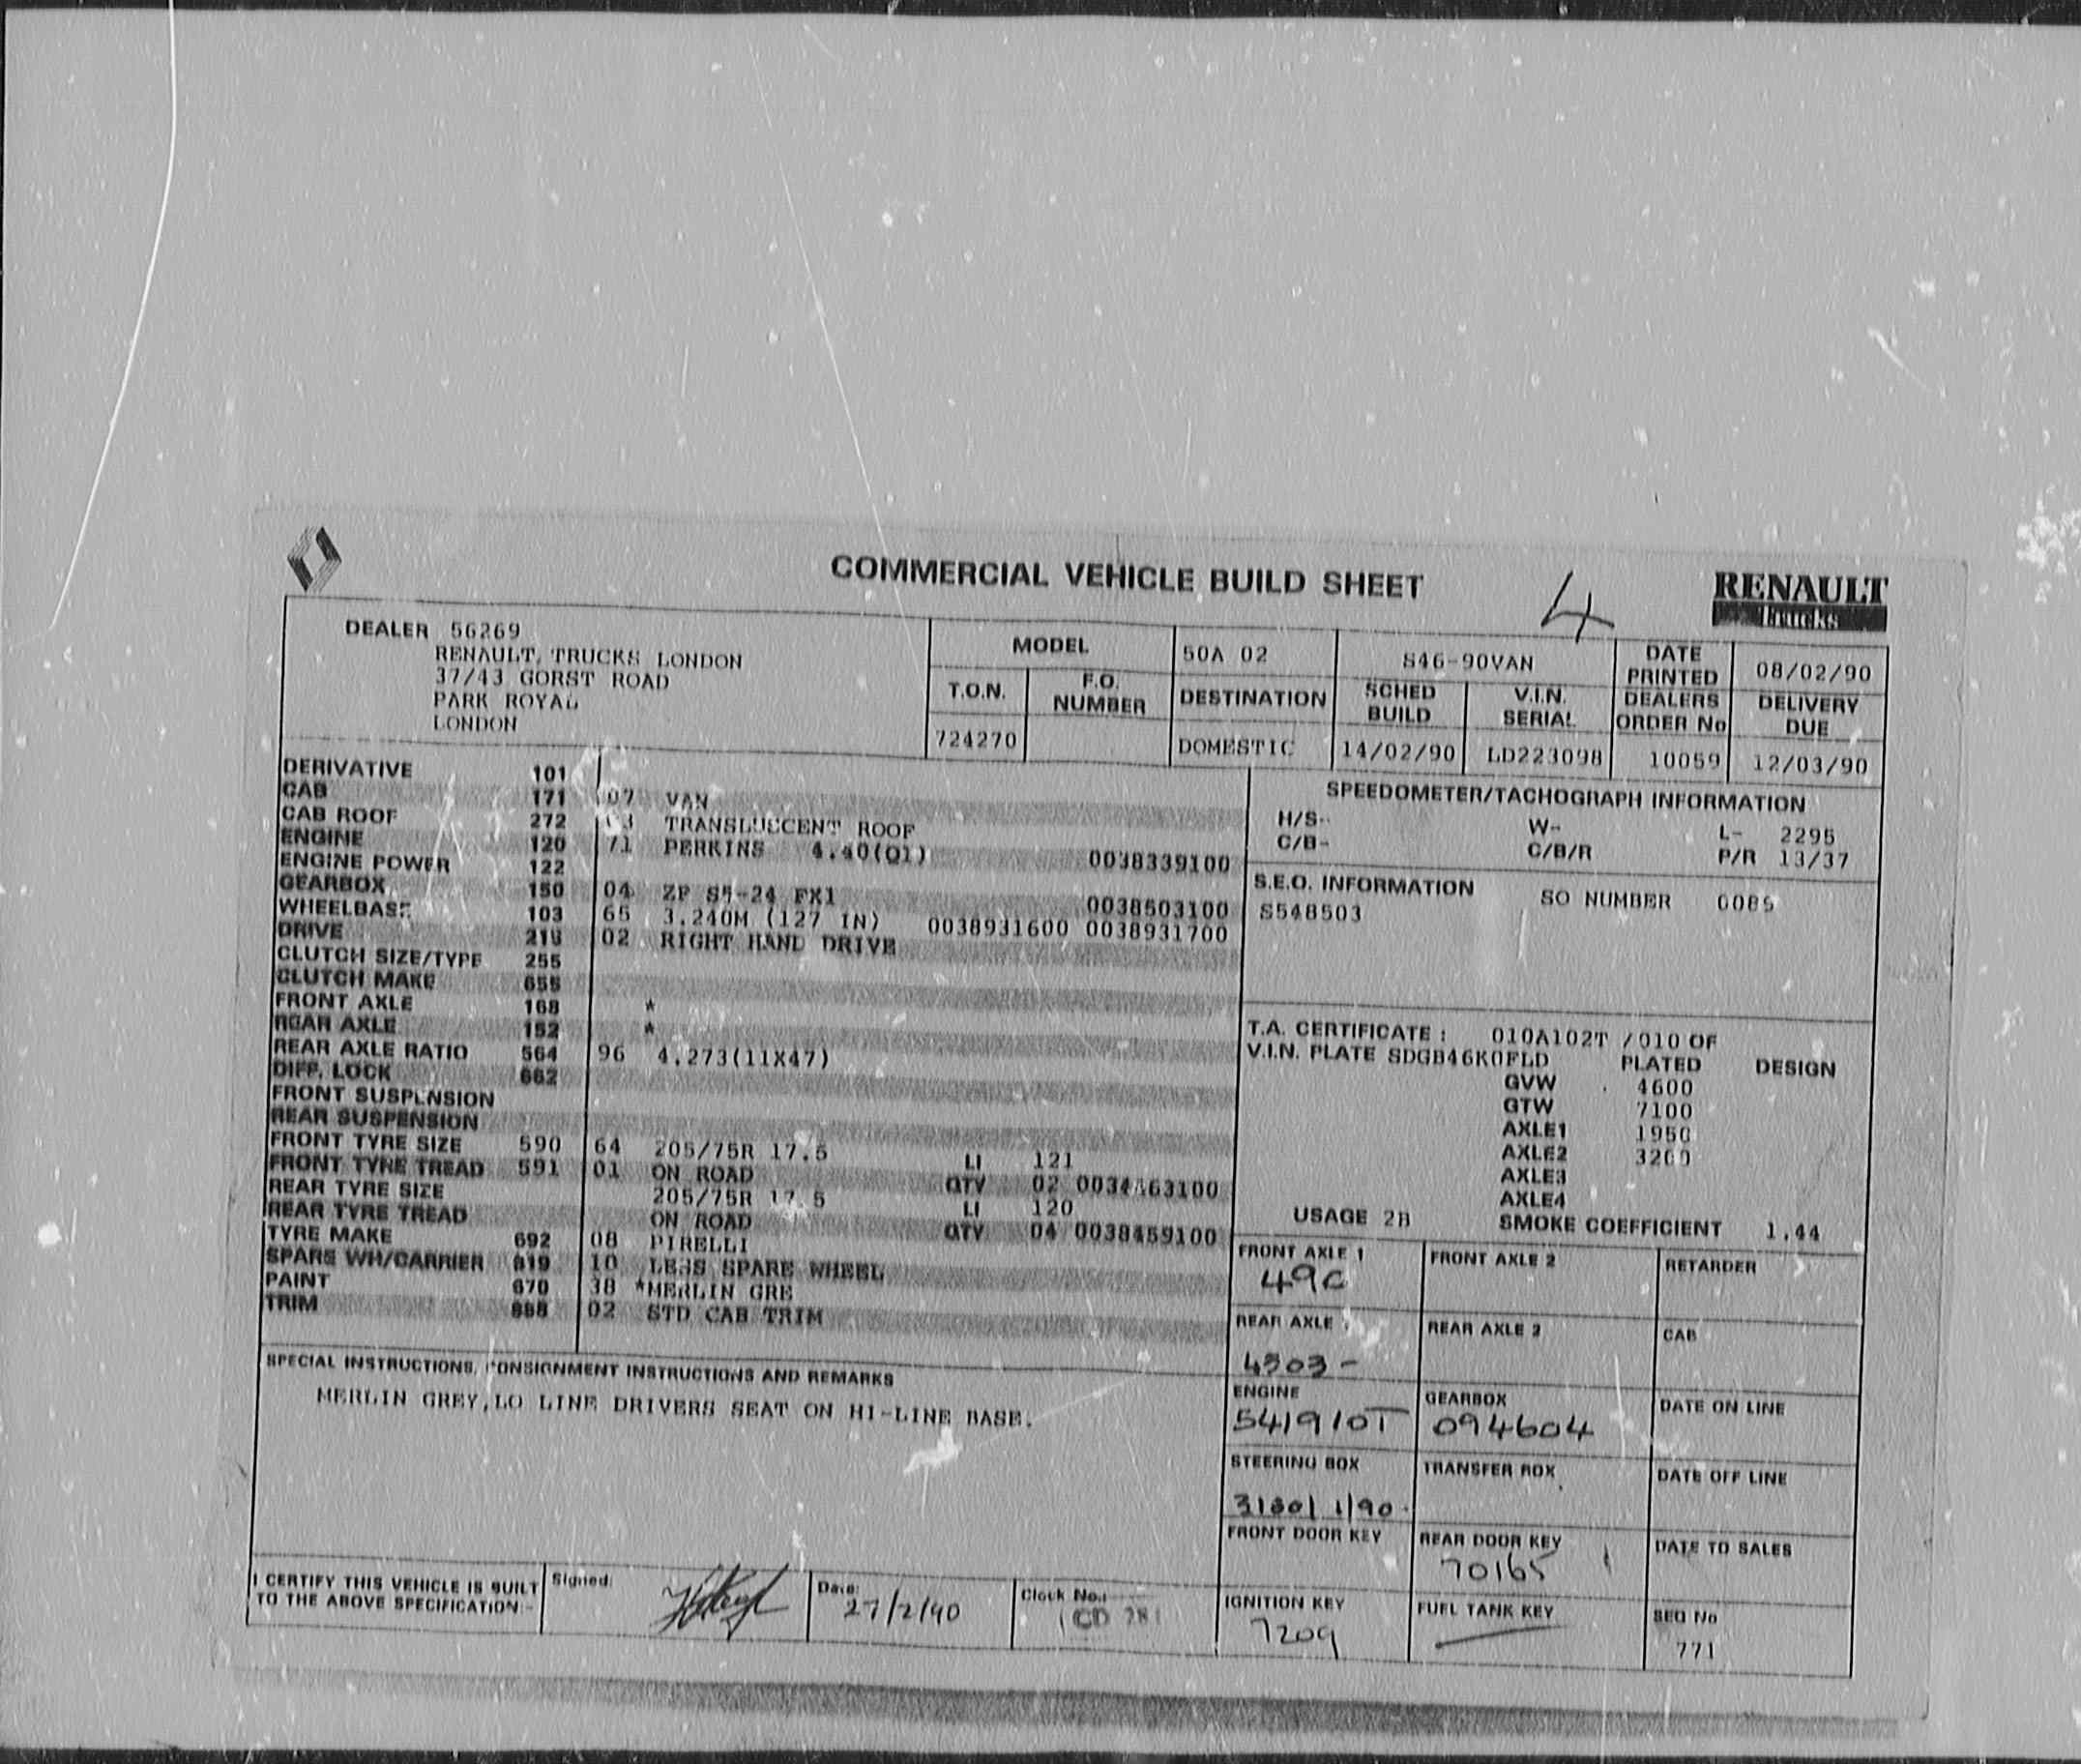 COMMERCIAL VEHICLE BUILD SHEET
4
RENAULT
Trucks
DEALER 56269
RENAULT TRUCKS LONDON
37/43 GORST ROAD
PARK ROYAL
LONDON
MODEL 50A 02 S46-90VAN DATE PRINTED 08/02/90
T.O.N. F.O. NUMBER DESTINATION SCHED BUILD V.I.N. SERIAL DEALERS ORDER No DELIVERY DUE
724270 DOMESTIC 14/02/90 LD223098 10059 12/03/90
DERIVATIVE 101
CAB 171 07 VAN
CAB ROOF 272 TRANSLUCCENT ROOF
ENGINE 120 71 PERKINS 4.40(Q1) 0038339100
ENGINE POWER 122
GEARBOX 150 04 ZF S5-24 FX1 0038503100
WHEELBASE 103 65 3.240M (127 IN) 0038931600 0038931700
DRIVE 02 RIGHT HAND DRIVE
CLUTCH SIZE/TYPE 255
CLUTCH MAKE 655
FRONT AXLE 168 *
REAR AXLE 152 *
REAR AXLE RATIO 564 96 4.273(11X47)
DIFF. LOCK 662
FRONT SUSPENSION
REAR SUSPENSION
FRONT TYRE SIZE 590 64 205/75R 17.5 LI 121
FRONT TYRE TREAD 591 01 ON ROAD QTY 02
REAR TYRE SIZE 205/75R 17.5 LI 120
REAR TYRE TREAD ON ROAD QTY 04 0038459100
TYRE MAKE 692 08 PIRELLI
SPARE WH/CARRIER 619 10 LESS SPARE WHEEL
PAINT 670 38 *MERLIN GRE
TRIM 02 STD CAB TRIM
SPEEDOMETER/TACHOGRAPH INFORMATION
H/S- W- L- 2295
C/B- C/B/R P/R 13/37
S.E.O. INFORMATION SO NUMBER
S548503
T.A. CERTIFICATE : 010A102T /010 OF
V.I.N. PLATE SDGB46K0FLD PLATED DESIGN
GVW 4600
GTW 7100
AXLE1 1950
AXLE2 3200
AXLE3
AXLE4
USAGE 2B SMOKE COEFFICIENT 1.44
FRONT AXLE 1 FRONT AXLE 2 RETARDER
49C
REAR AXLE REAR AXLE 2 CAB
4303 -
ENGINE GEARBOX DATE ON LINE
541910T 094604
STEERING BOX TRANSFER BOX DATE OFF LINE
FRONT DOOR KEY REAR DOOR KEY DATE TO SALES
70165
IGNITION KEY FUEL TANK KEY SEQ No
7209 771
SPECIAL INSTRUCTIONS, CONSIGNMENT INSTRUCTIONS AND REMARKS
MERLIN GREY,LO LINE DRIVERS SEAT ON HI-LINE BASE.
I CERTIFY THIS VEHICLE IS BUILT
TO THE ABOVE SPECIFICATION:-
Signed: Date: 27/2/90 Clock No.: CD 281